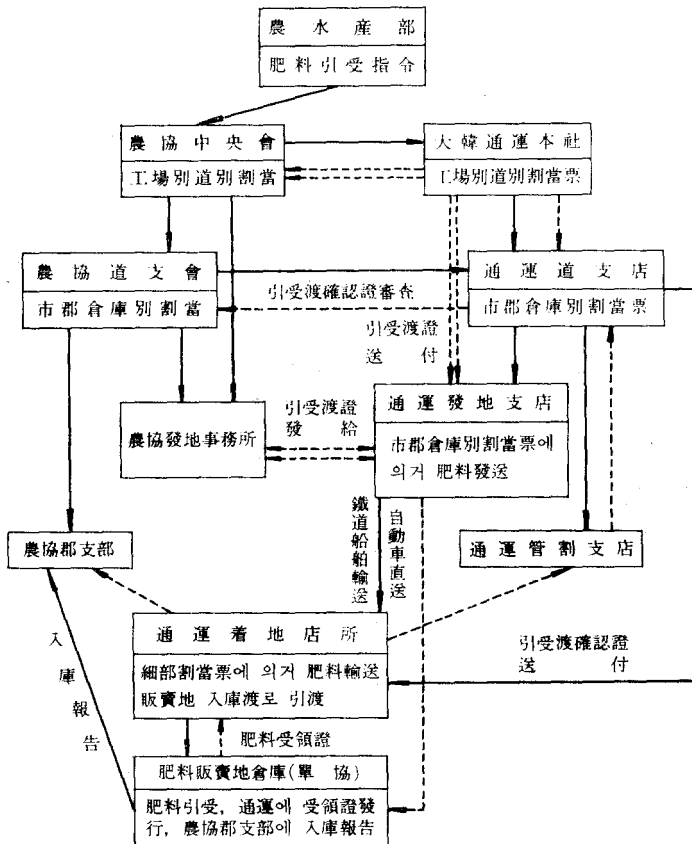 農水産部
肥料引受指令
農協中央會
工場別道別割當
大韓通運本社
工場別道別割當票
農協道支會
市郡倉庫別割當
引受渡確認證審査
通運道支店
市郡倉庫別割當票
引受渡證
送付
農協發地事務所
引受渡證
發給
通運發地支店
市郡倉庫別割當票에
의거 肥料發送
鐵道船舶輸送
自動車直送
農協郡支部
通運管割支店
通運着地店所
細部割當票에 의거 肥料輸送
販賣地 入庫渡로 引渡
引受渡確認證
送付
入庫報告
肥料受領證
肥料販賣地倉庫(單協)
肥料引受, 通運에 受領證發
行, 農協郡支部에 入庫報告